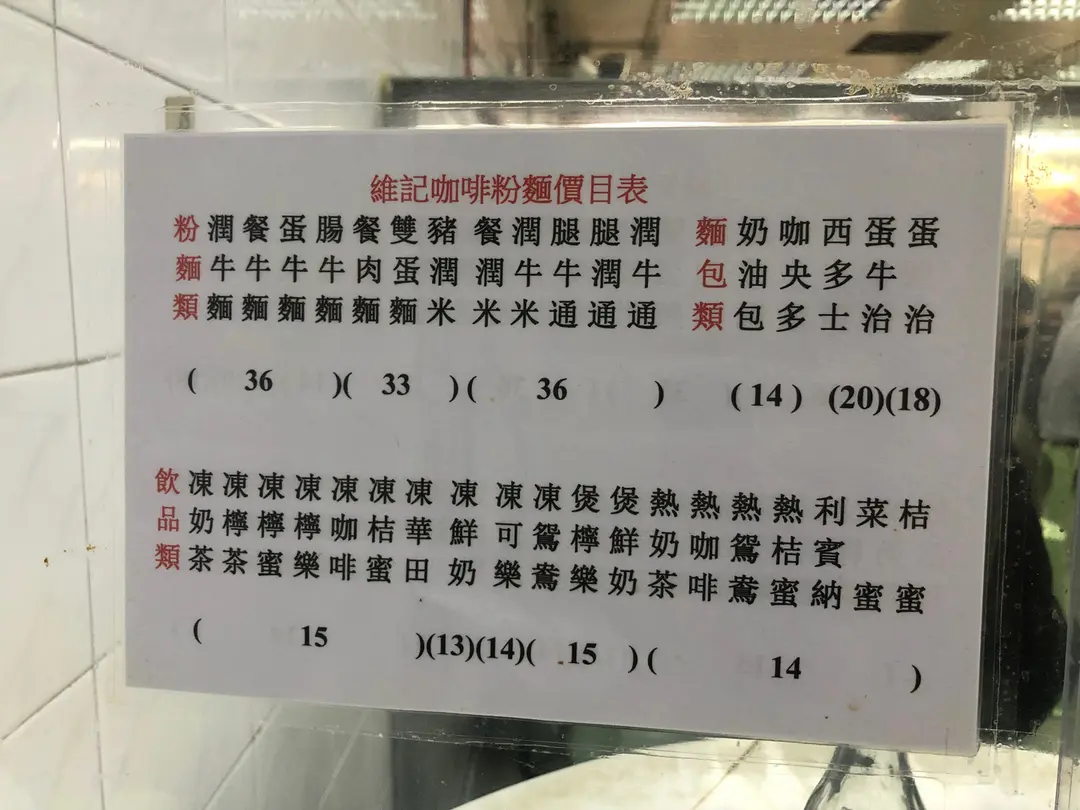 維記咖啡粉麵價目表
粉麵類
潤牛麵
餐牛麵
蛋牛麵
腸牛麵
餐肉麵
雙蛋麵
豬潤米
餐潤米
潤牛米
腿牛通
腿潤通
潤牛通
( 36 )( 33 )( 36 )
麵包類
奶油包
咖央多
西多士
蛋牛治
蛋治
(14) (20)(18)
飲品類
凍奶茶
凍檸茶
凍檸蜜
凍檸樂
凍咖啡
凍桔蜜
凍華田
凍鮮奶
凍可樂
凍鴛鴦
煲檸樂
煲鮮奶
熱奶茶
熱咖啡
熱鴛鴦
熱桔蜜
利賓納
菜蜜
桔蜜
( 15 )(13)(14)( 15 )( 14 )